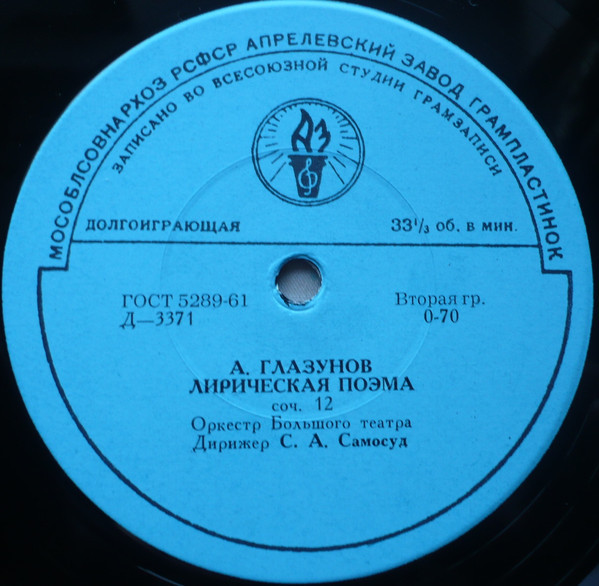 МОСОБЛСОВНАРХОЗ РСФСР АПРЕЛЕВСКИЙ ЗАВОД ГРАМПЛАСТИНОК
ЗАПИСАНО ВО ВСЕСОЮЗНОЙ СТУДИИ ГРАМЗАПИСИ
АЗ
ДОЛГОИГРАЮЩАЯ 33⅓ об. в мин.
ГОСТ 5289-61 Вторая гр.
Д—3371 0-70
А. ГЛАЗУНОВ
ЛИРИЧЕСКАЯ ПОЭМА
соч. 12
Оркестр Большого театра
Дирижер С. А. Самосуд